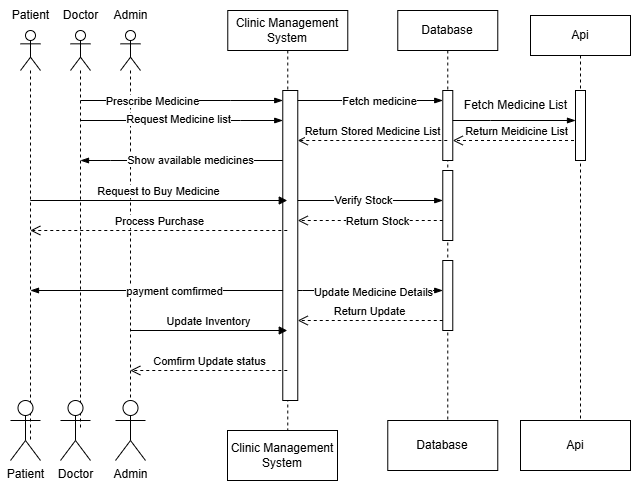 Patient
Doctor
Admin
Clinic Management
System
Database
Api
Prescribe Medicine
Fetch medicine
Fetch Medicine List
Request Medicine list
Return Stored Medicine List
Return Meidicine List
Show available medicines
Request to Buy Medicine
Verify Stock
Process Purchase
Return Stock
payment comfirmed
Update Medicine Details
Return Update
Update Inventory
Comfirm Update status
Clinic Management
System
Database
Api
Patient
Doctor
Admin